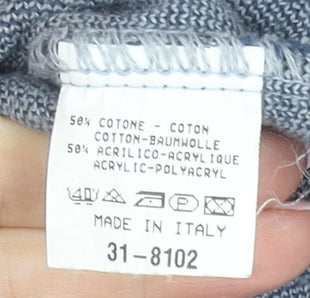 50% COTONE - COTON
COTTON-BAUMWOLLE
50% ACRILICO-ACRYLIQUE
ACRYLIC-POLYACRYL
40 P
MADE IN ITALY
31-8102